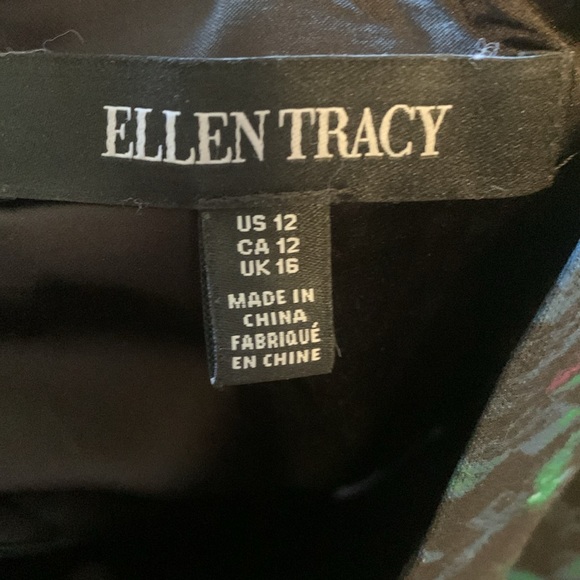 ELLEN TRACY
US 12
CA 12
UK 16
MADE IN
CHINA
FABRIQUÉ
EN CHINE